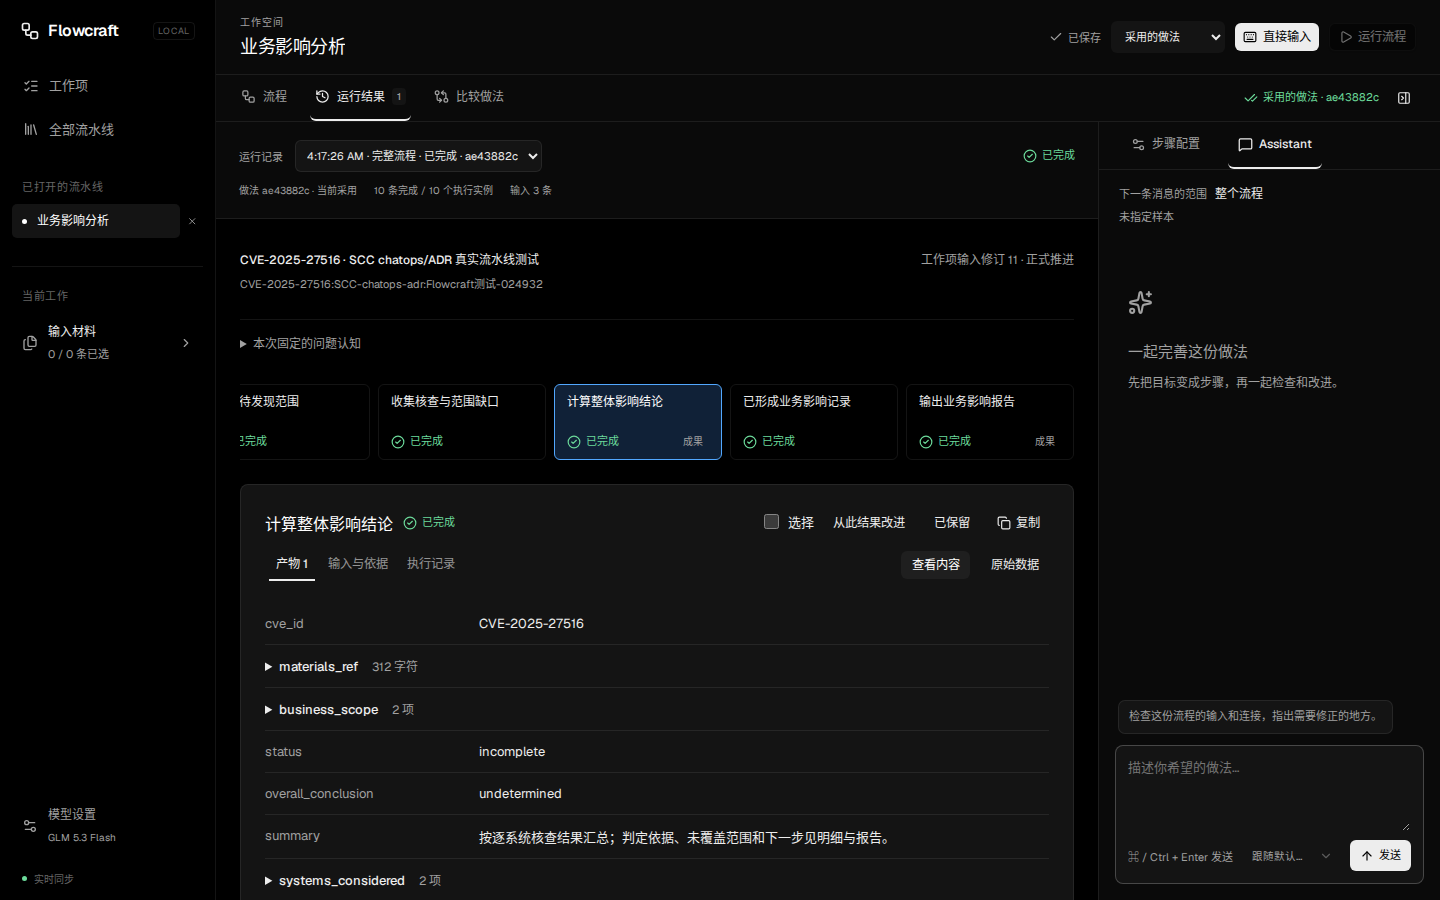 Flowcraft
LOCAL
工作项
全部流水线
已打开的流水线
业务影响分析
当前工作
输入材料
0 / 0 条已选
模型设置
GLM 5.3 Flash
实时同步
工作空间
业务影响分析
已保存
采用的做法
直接输入
运行流程
流程
运行结果 1
比较做法
采用的做法 · ae43882c
运行记录
4:17:26 AM · 完整流程 · 已完成 · ae43882c
已完成
做法 ae43882c · 当前采用
10 条完成 / 10 个执行实例
输入 3 条
CVE-2025-27516 · SCC chatops/ADR 真实流水线测试
工作项输入修订 11 · 正式推进
CVE-2025-27516:SCC-chatops-adr:Flowcraft测试-024932
本次固定的问题认知
待发现范围
已完成
收集核查与范围缺口
已完成
计算整体影响结论
已完成
成果
已形成业务影响记录
已完成
输出业务影响报告
已完成
成果
计算整体影响结论
已完成
选择
从此结果改进
已保留
复制
产物 1
输入与依据
执行记录
查看内容
原始数据
cve_id
CVE-2025-27516
materials_ref 312 字符
business_scope 2 项
status
incomplete
overall_conclusion
undetermined
summary
按逐系统核查结果汇总；判定依据、未覆盖范围和下一步见明细与报告。
systems_considered 2 项
步骤配置
Assistant
下一条消息的范围 整个流程
未指定样本
一起完善这份做法
先把目标变成步骤，再一起检查和改进。
检查这份流程的输入和连接，指出需要修正的地方。
描述你希望的做法...
⌘ / Ctrl + Enter 发送
跟随默认...
发送